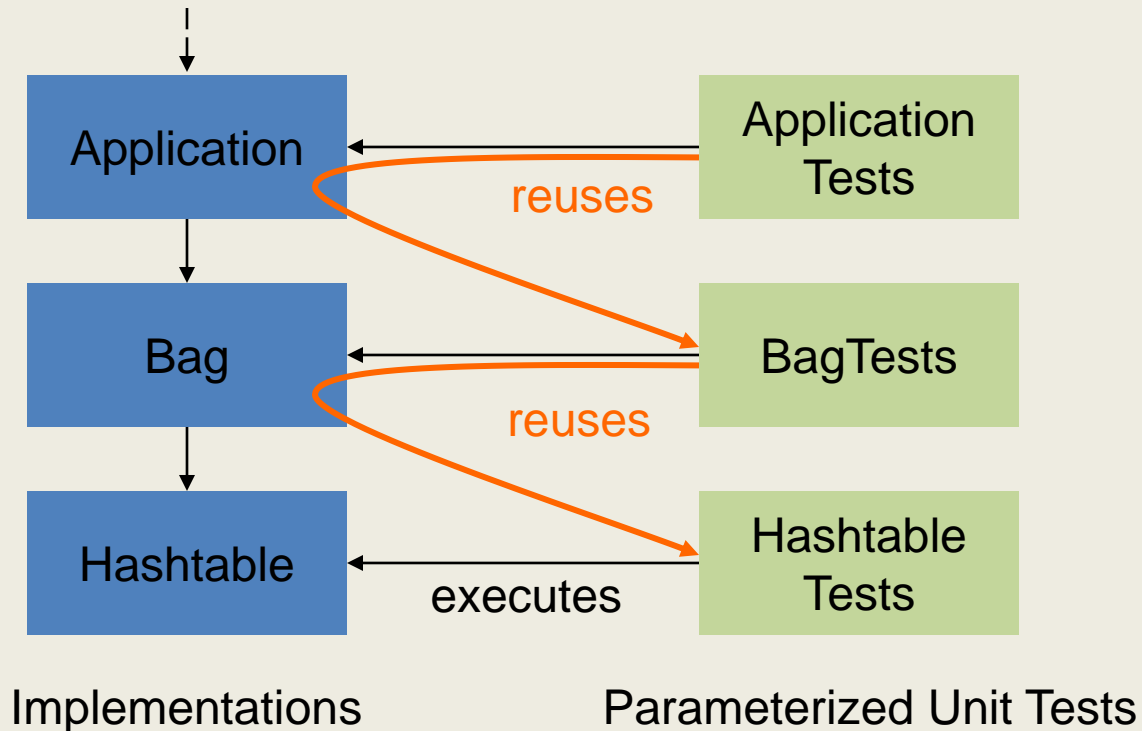 Application
Application
Tests
reuses
Bag
BagTests
reuses
Hashtable
Hashtable
Tests
executes
Implementations
Parameterized Unit Tests